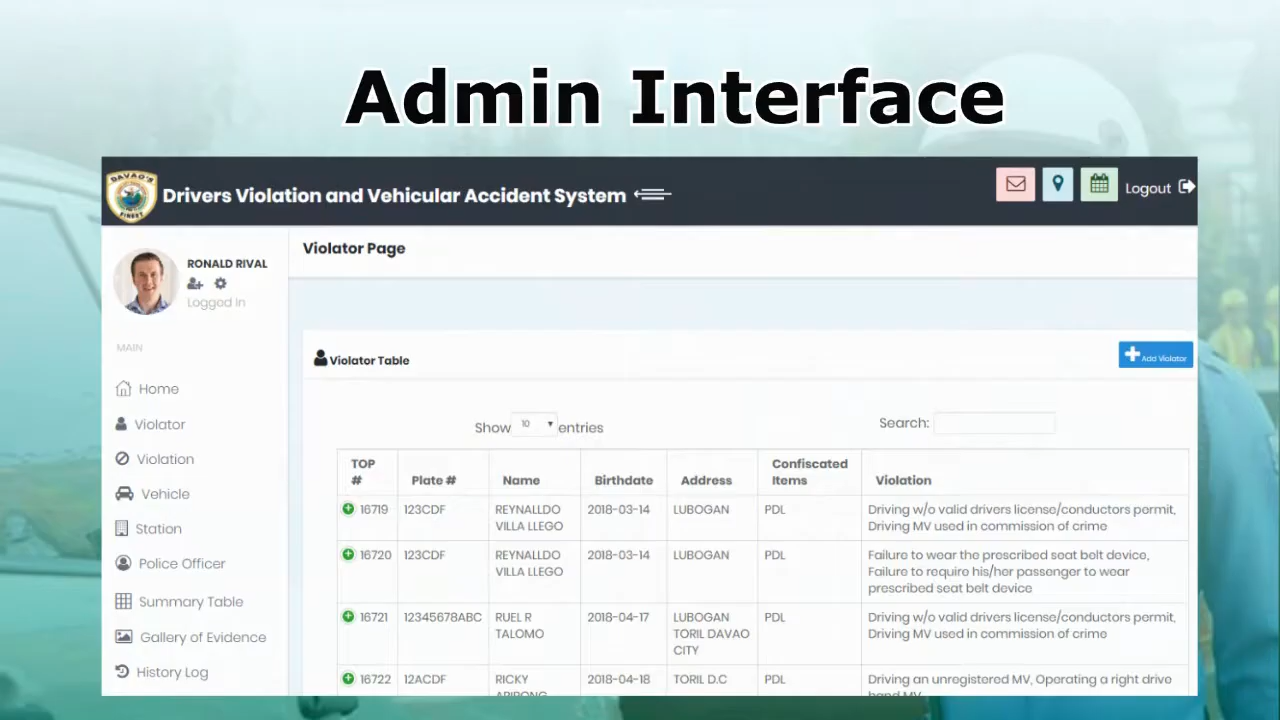 Admin Interface
DAVAO'S
FINEST
Drivers Violation and Vehicular Accident System
Logout
RONALD RIVAL
Logged In
Violator Page
MAIN
Home
Violator
Violation
Vehicle
Station
Police Officer
Summary Table
Gallery of Evidence
History Log
Violator Table
Add Violator
Show 10 entries
Search:
TOP # Plate # Name Birthdate Address Confiscated Items Violation
16719 123CDF REYNALLDO 2018-03-14 LUBOGAN PDL Driving w/o valid drivers license/conductors permit,
VILLA LLEGO Driving MV used in commission of crime
16720 123CDF REYNALLDO 2018-03-14 LUBOGAN PDL Failure to wear the prescribed seat belt device,
VILLA LLEGO Failure to require his/her passenger to wear
prescribed seat belt device
16721 12345678ABC RUEL R 2018-04-17 LUBOGAN PDL Driving w/o valid drivers license/conductors permit,
TALOMO TORIL DAVAO Driving MV used in commission of crime
CITY
16722 12ACDF RICKY 2018-04-18 TORIL D.C PDL Driving an unregistered MV, Operating a right drive